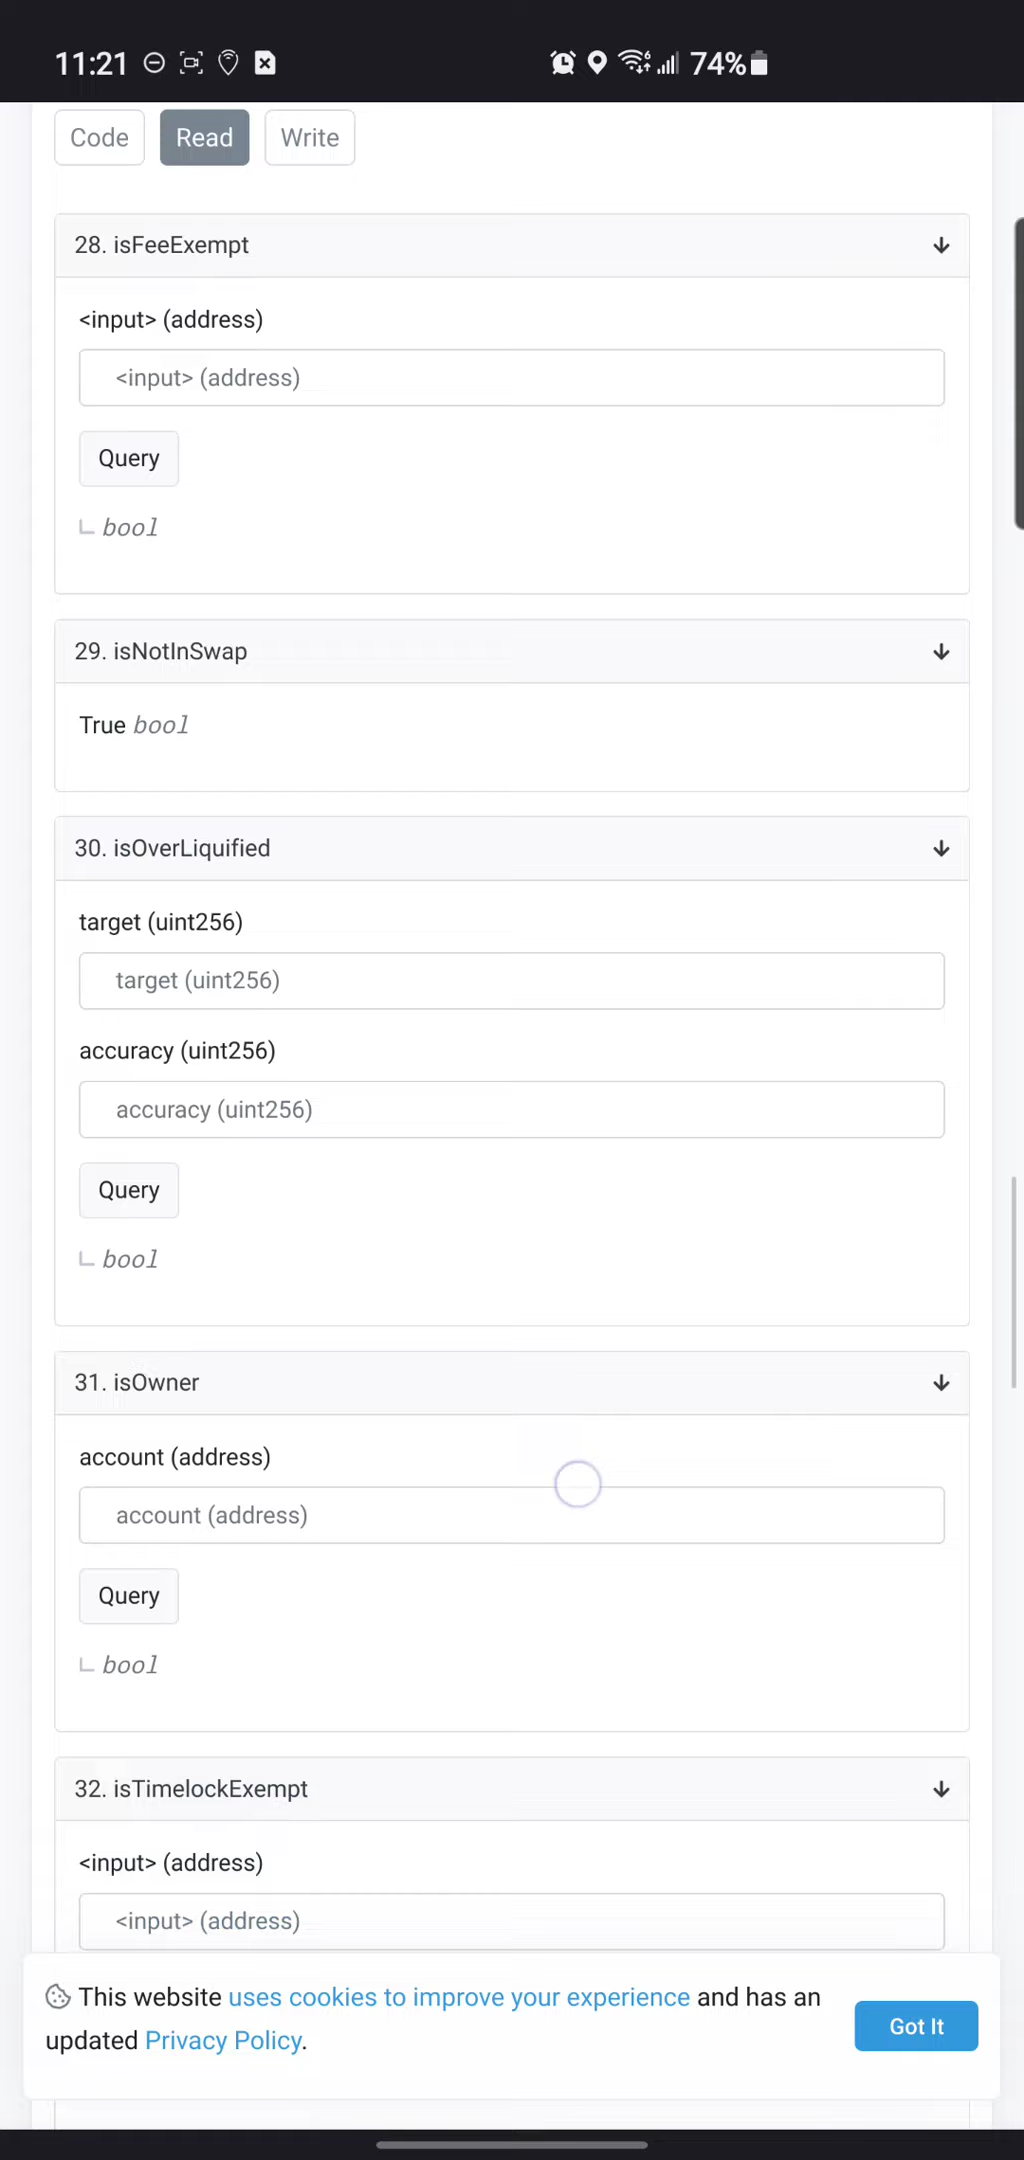 11:21 74%
Code Read Write
28. isFeeExempt
<input> (address)
<input> (address)
Query
bool
29. isNotInSwap
True bool
30. isOverLiquified
target (uint256)
target (uint256)
accuracy (uint256)
accuracy (uint256)
Query
bool
31. isOwner
account (address)
account (address)
Query
bool
32. isTimelockExempt
<input> (address)
<input> (address)
This website uses cookies to improve your experience and has an
updated Privacy Policy.
Got It